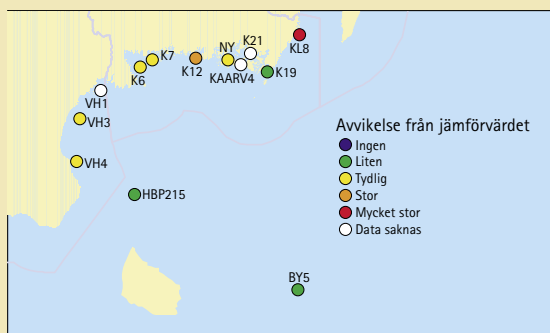 K21
KL8
K7
NY
K12
K6
KAARV4
K19
VH1
VH3
VH4
HBP215
BY5
Avvikelse från jämförvärdet
Ingen
Liten
Tydlig
Stor
Mycket stor
Data saknas